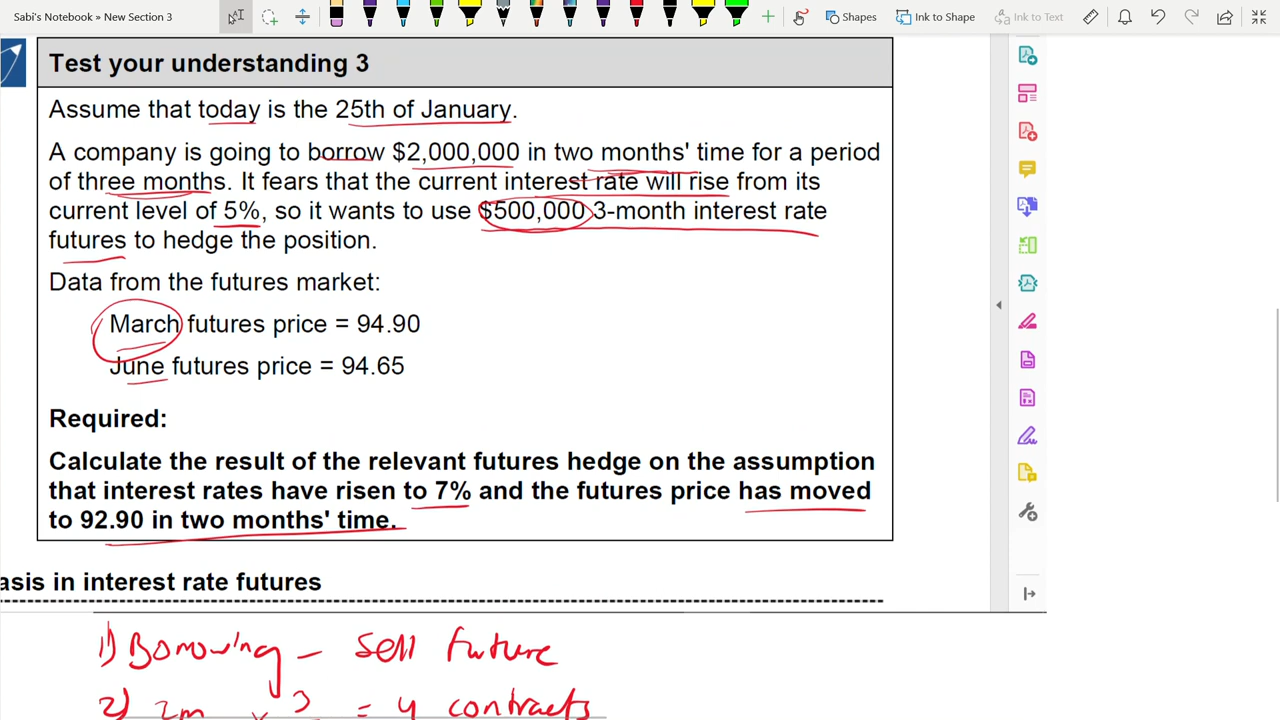 Sabi's Notebook » New Section 3
Shapes
Ink to Shape
Ink to Text
Test your understanding 3
Assume that today is the 25th of January.
A company is going to borrow $2,000,000 in two months' time for a period
of three months. It fears that the current interest rate will rise from its
current level of 5%, so it wants to use $500,000 3-month interest rate
futures to hedge the position.
Data from the futures market:
March futures price = 94.90
June futures price = 94.65
Required:
Calculate the result of the relevant futures hedge on the assumption
that interest rates have risen to 7% and the futures price has moved
to 92.90 in two months' time.
asis in interest rate futures
1) Borrowing - Sell future
2) 2m x 3 = 4 contracts